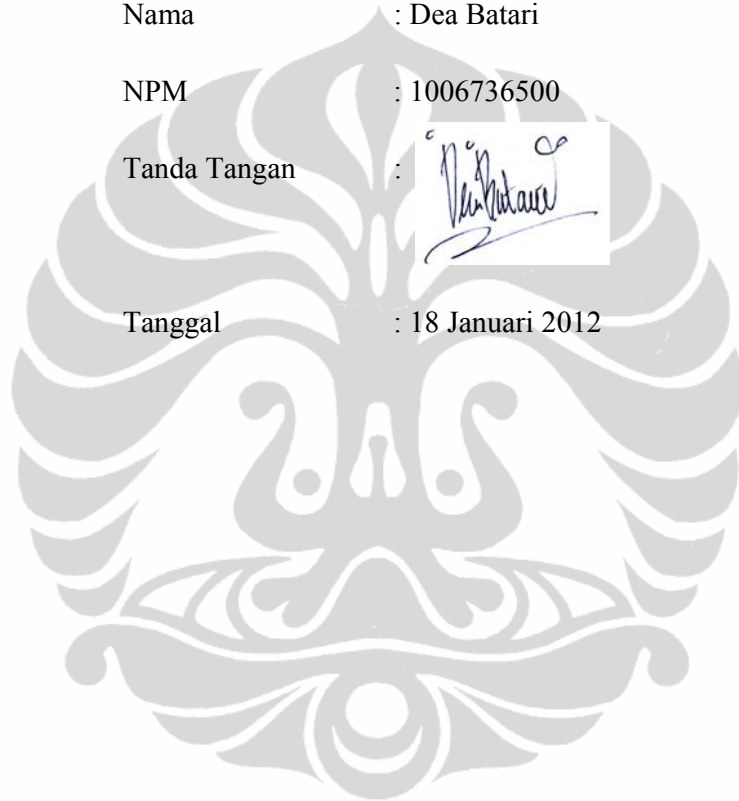 Nama : Dea Batari
NPM : 1006736500
Tanda Tangan :
Tanggal : 18 Januari 2012